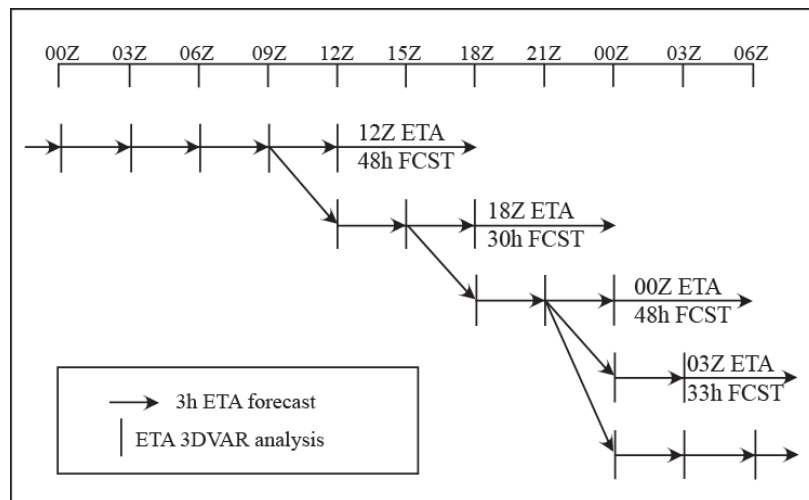 00Z 03Z 06Z 09Z 12Z 15Z 18Z 21Z 00Z 03Z 06Z
12Z ETA
48h FCST
18Z ETA
30h FCST
00Z ETA
48h FCST
03Z ETA
33h FCST
3h ETA forecast
ETA 3DVAR analysis